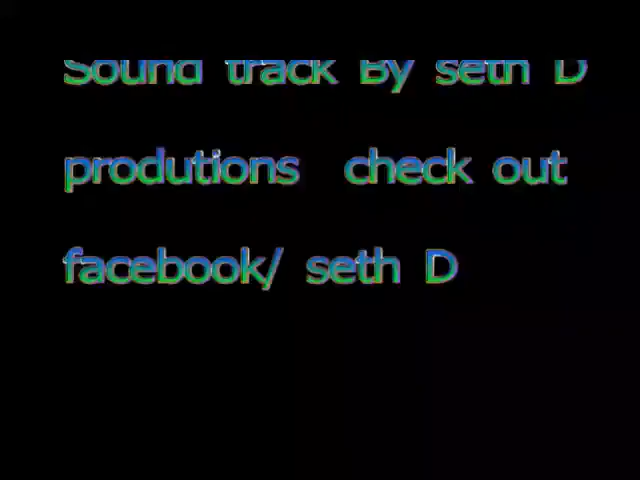 Sound track By seth D
produtions check out
facebook/ seth D